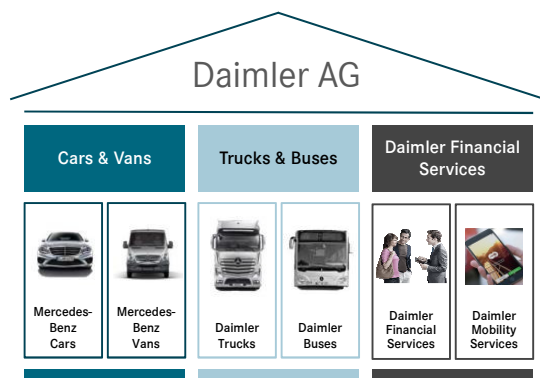 Daimler AG
Cars & Vans
Trucks & Buses
Daimler Financial
Services
Mercedes-
Benz
Cars
Mercedes-
Benz
Vans
Daimler
Trucks
Daimler
Buses
Daimler
Financial
Services
Daimler
Mobility
Services